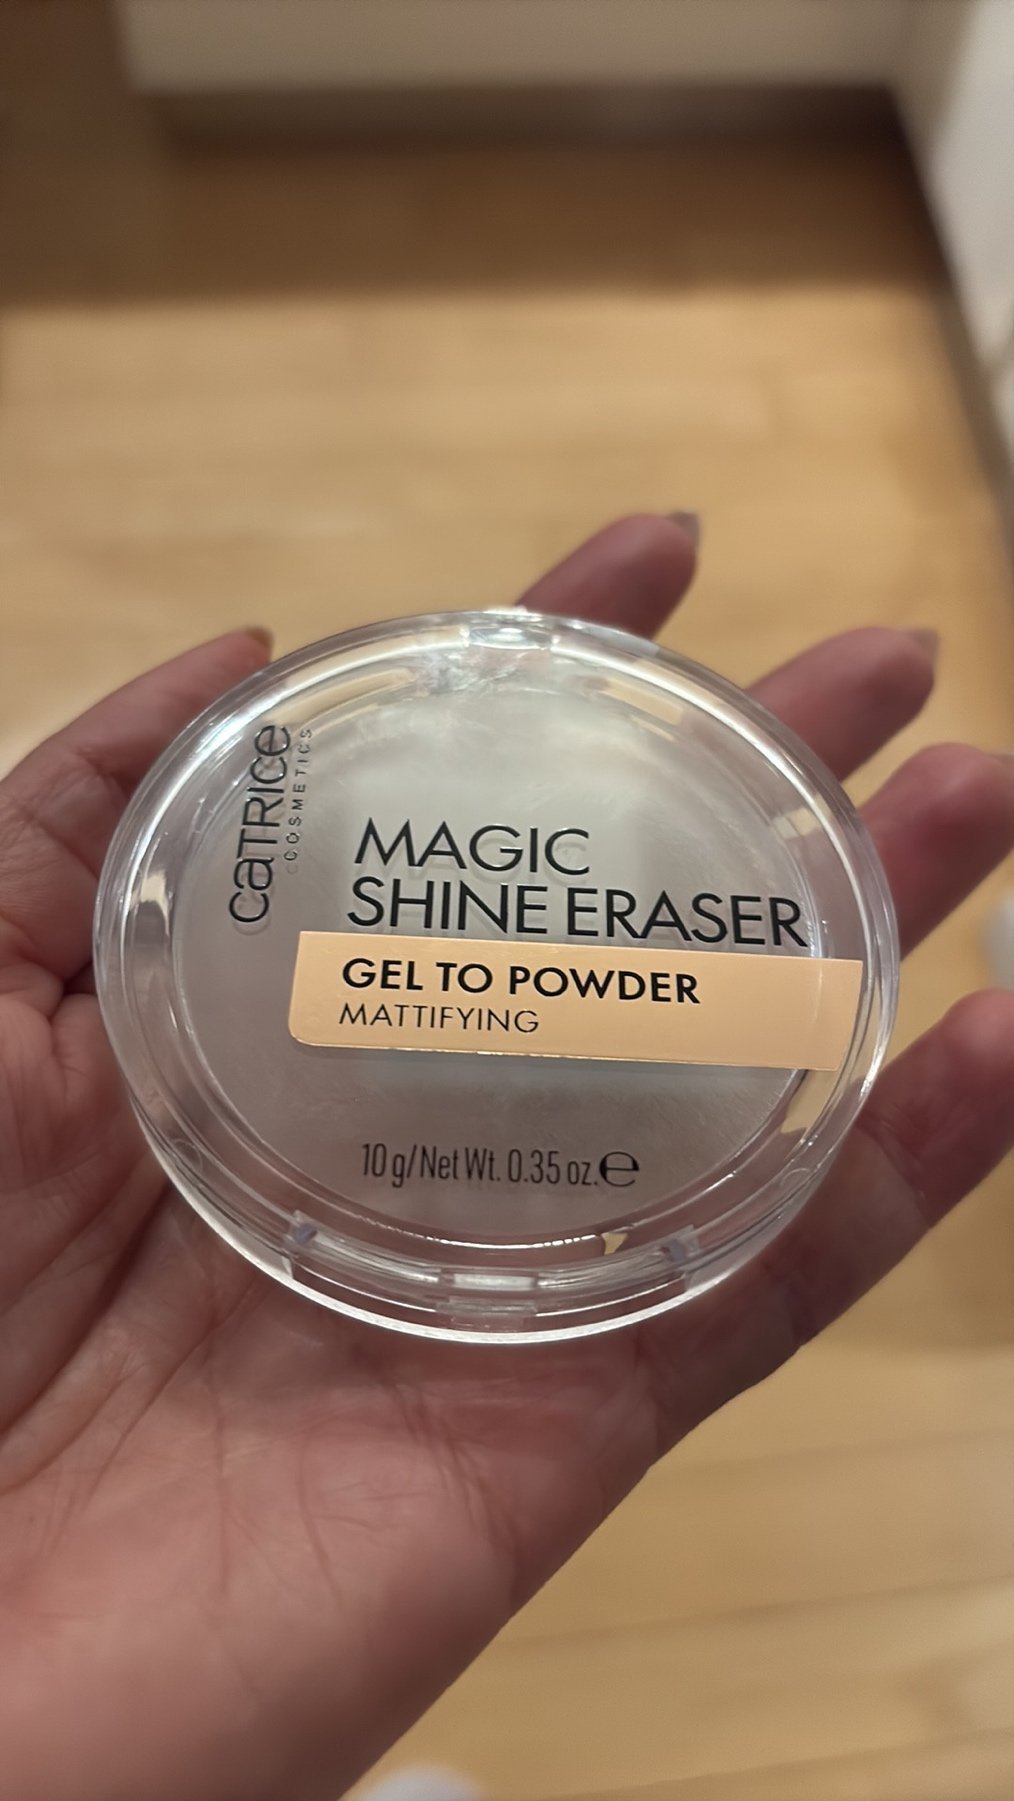 CATRICE
COSMETICS
MAGIC
SHINE ERASER
GEL TO POWDER
MATTIFYING
10 g/Net Wt. 0.35 oz.℮